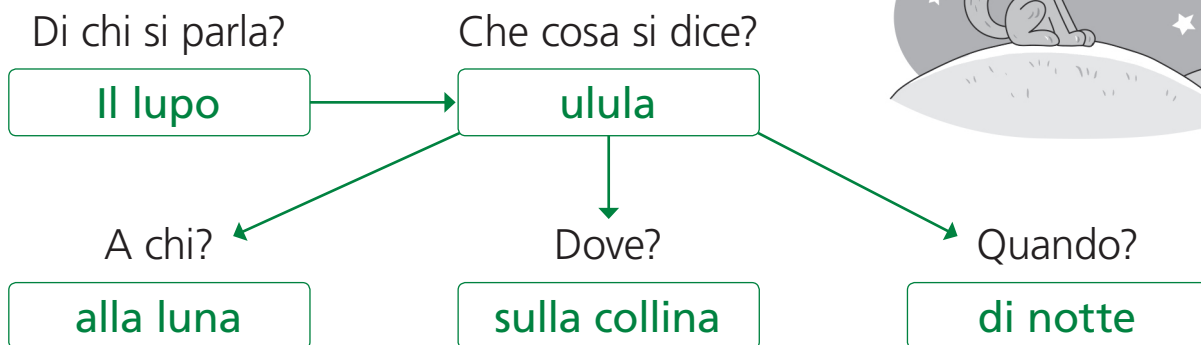 Di chi si parla? Che cosa si dice?
Il lupo ulula
A chi? Dove? Quando?
alla luna sulla collina di notte